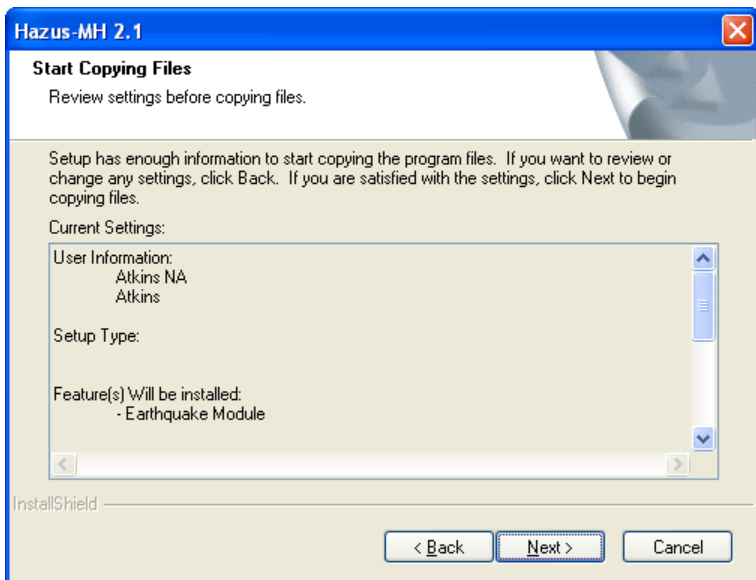 Hazus-MH 2.1
Start Copying Files
Review settings before copying files.
Setup has enough information to start copying the program files. If you want to review or
change any settings, click Back. If you are satisfied with the settings, click Next to begin
copying files.
Current Settings:
User Information:
Atkins NA
Atkins
Setup Type:
Feature(s) Will be installed:
- Earthquake Module
InstallShield
< Back
Next >
Cancel